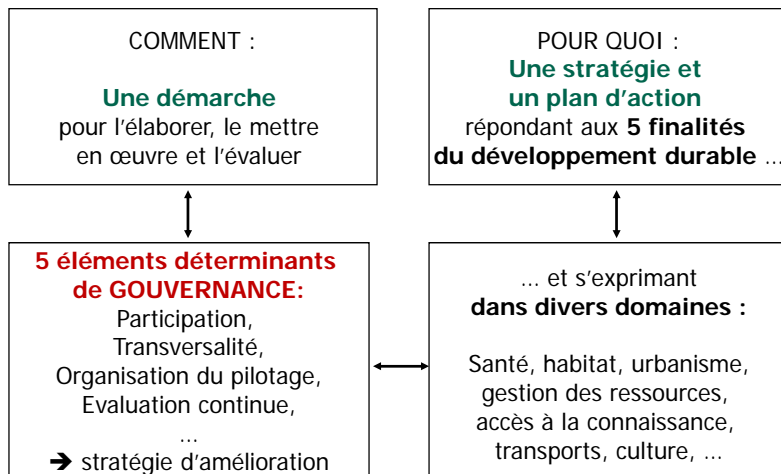 COMMENT :
Une démarche
pour l'élaborer, le mettre
en œuvre et l'évaluer
POUR QUOI :
Une stratégie et
un plan d'action
répondant aux 5 finalités
du développement durable ...
5 éléments déterminants
de GOUVERNANCE:
Participation,
Transversalité,
Organisation du pilotage,
Evaluation continue,
...
➔ stratégie d'amélioration
... et s'exprimant
dans divers domaines :
Santé, habitat, urbanisme,
gestion des ressources,
accès à la connaissance,
transports, culture, ...